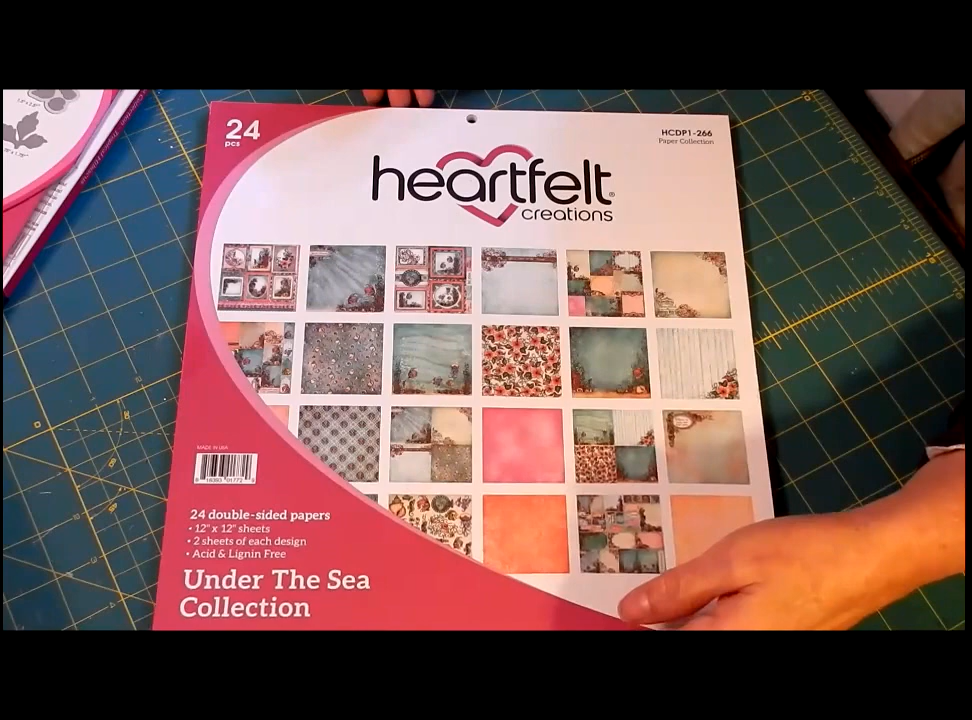 24
pcs
HCDP1-266
Paper Collection
heartfelt®
creations
MADE IN USA
24 double-sided papers
• 12" x 12" sheets
• 2 sheets of each design
• Acid & Lignin Free
Under The Sea
Collection